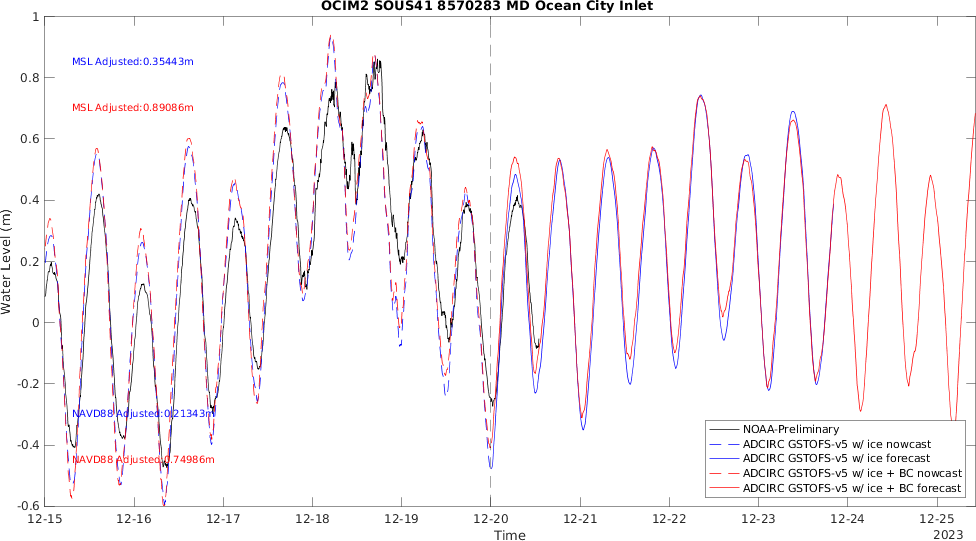 OCIM2 SOUS41 8570283 MD Ocean City Inlet
Water Level (m)
1
0.8
0.6
0.4
0.2
0
-0.2
-0.4
-0.6
MSL Adjusted:0.35443m
MSL Adjusted:0.89086m
NAVD88 Adjusted:0.21343m
NAVD88 Adjusted:0.74986m
NOAA-Preliminary
ADCIRC GSTOFS-v5 w/ ice nowcast
ADCIRC GSTOFS-v5 w/ ice forecast
ADCIRC GSTOFS-v5 w/ ice + BC nowcast
ADCIRC GSTOFS-v5 w/ ice + BC forecast
12-15 12-16 12-17 12-18 12-19 12-20 12-21 12-22 12-23 12-24 12-25
Time
2023